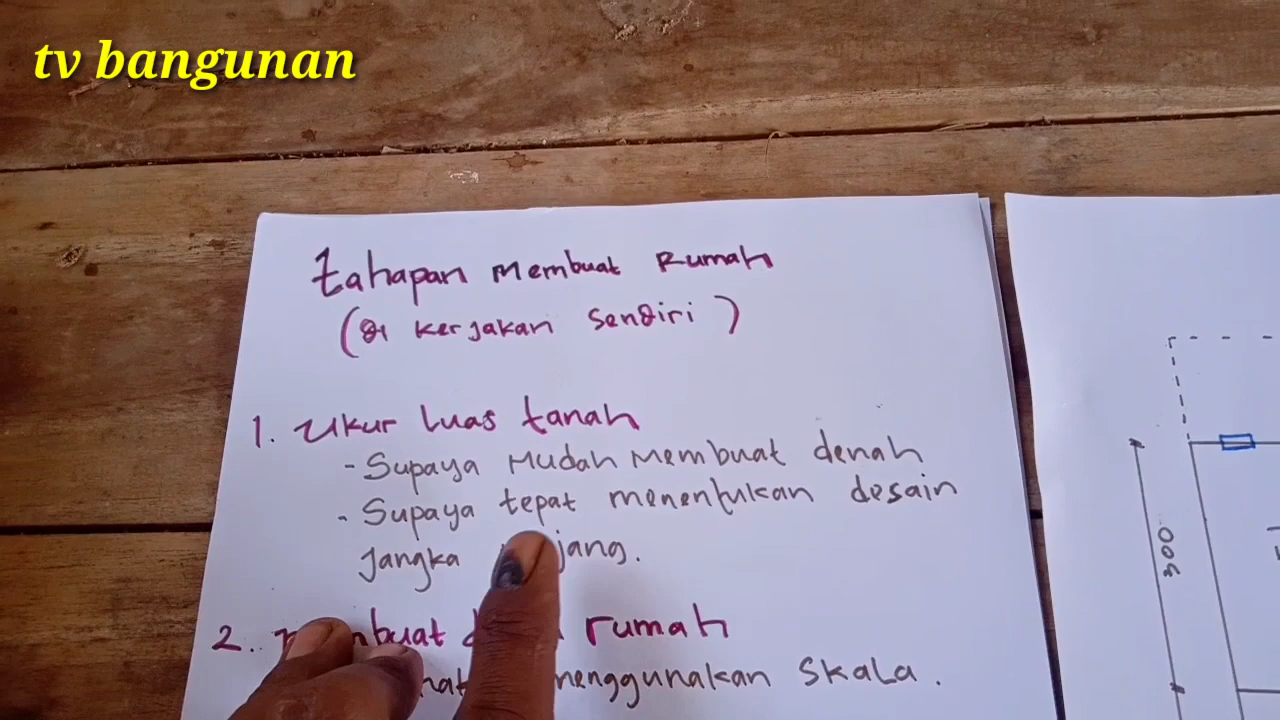 tv bangunan
tahapan membuat Rumah
(di kerjakan sendiri)
1. Ukur luas tanah
- Supaya mudah membuat denah
- Supaya tepat menentukan desain
Jangka
2. rumah
menggunakan skala.
300